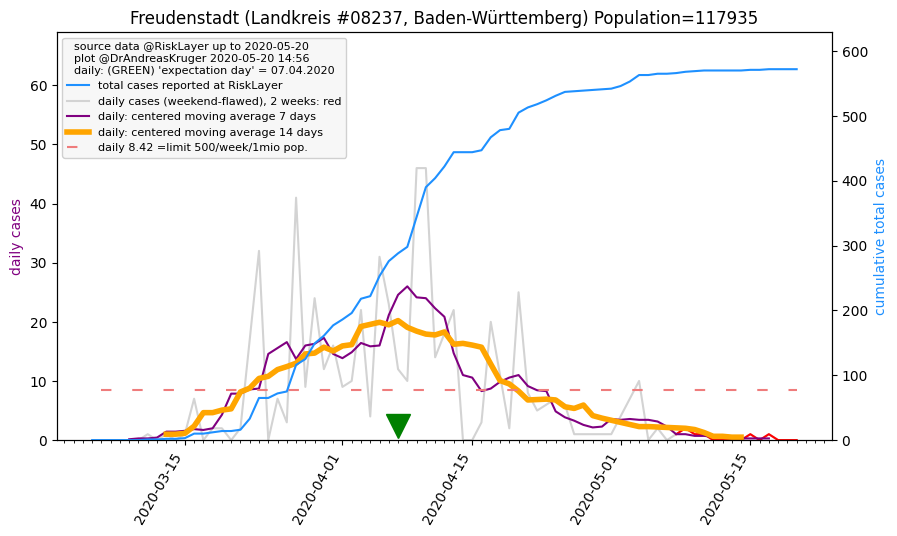 Freudenstadt (Landkreis #08237, Baden-Württemberg) Population=117935
source data @RiskLayer up to 2020-05-20
plot @DrAndreasKruger 2020-05-20 14:56
daily: (GREEN) 'expectation day' = 07.04.2020
total cases reported at RiskLayer
daily cases (weekend-flawed), 2 weeks: red
daily: centered moving average 7 days
daily: centered moving average 14 days
daily 8.42 =limit 500/week/1mio pop.
daily cases
60
50
40
30
20
10
0
cumulative total cases
600
500
400
300
200
100
0
2020-03-15
2020-04-01
2020-04-15
2020-05-01
2020-05-15